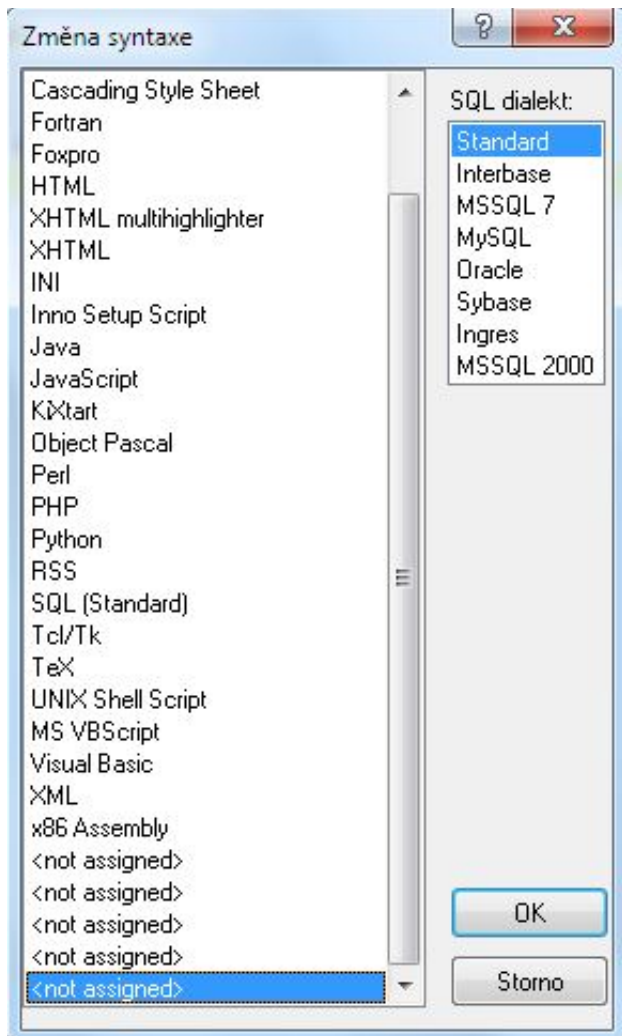 Změna syntaxe
?
Cascading Style Sheet
Fortran
Foxpro
HTML
XHTML multihighlighter
XHTML
INI
Inno Setup Script
Java
JavaScript
KiXtart
Object Pascal
Perl
PHP
Python
RSS
SQL (Standard)
Tcl/Tk
TeX
UNIX Shell Script
MS VBScript
Visual Basic
XML
x86 Assembly
<not assigned>
<not assigned>
<not assigned>
<not assigned>
<not assigned>
SQL dialekt:
Standard
Interbase
MSSQL 7
MySQL
Oracle
Sybase
Ingres
MSSQL 2000
OK
Storno